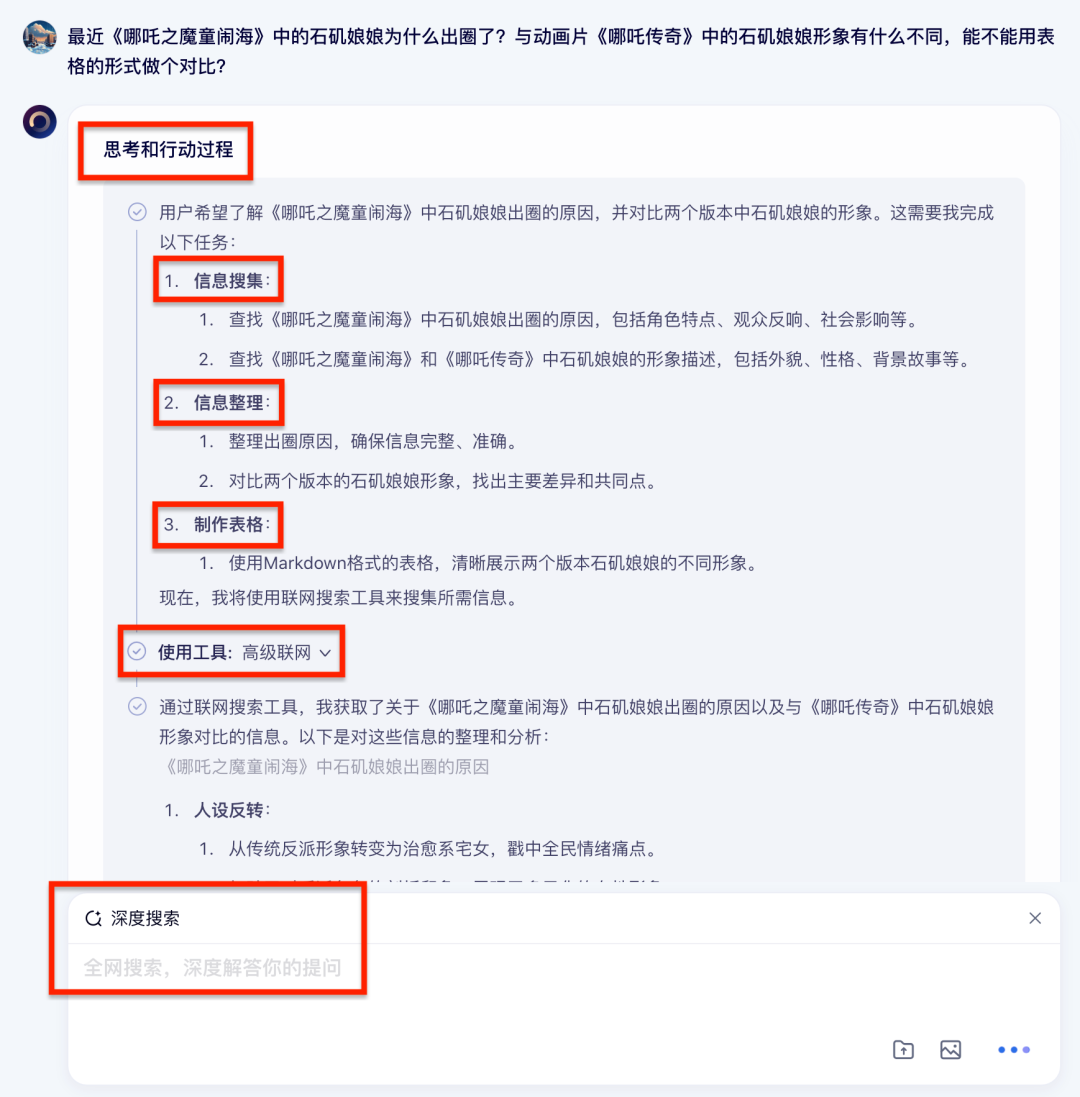 最近《哪吒之魔童闹海》中的石矶娘娘为什么出圈了？与动画片《哪吒传奇》中的石矶娘娘形象有什么不同，能不能用表
格的形式做个对比？
思考和行动过程
用户希望了解《哪吒之魔童闹海》中石矶娘娘出圈的原因，并对比两个版本中石矶娘娘的形象。这需要我完成
以下任务：
1. 信息搜集：
1. 查找《哪吒之魔童闹海》中石矶娘娘出圈的原因，包括角色特点、观众反响、社会影响等。
2. 查找《哪吒之魔童闹海》和《哪吒传奇》中石矶娘娘的形象描述，包括外貌、性格、背景故事等。
2. 信息整理：
1. 整理出圈原因，确保信息完整、准确。
2. 对比两个版本的石矶娘娘形象，找出主要差异和共同点。
3. 制作表格：
1. 使用Markdown格式的表格，清晰展示两个版本石矶娘娘的不同形象。
现在，我将使用联网搜索工具来搜集所需信息。
使用工具：高级联网
通过联网搜索工具，我获取了关于《哪吒之魔童闹海》中石矶娘娘出圈的原因以及与《哪吒传奇》中石矶娘娘
形象对比的信息。以下是对这些信息的整理和分析：
《哪吒之魔童闹海》中石矶娘娘出圈的原因
1. 人设反转：
1. 从传统反派形象转变为治愈系宅女，戳中全民情绪痛点。
深度搜索
全网搜索，深度解答你的提问